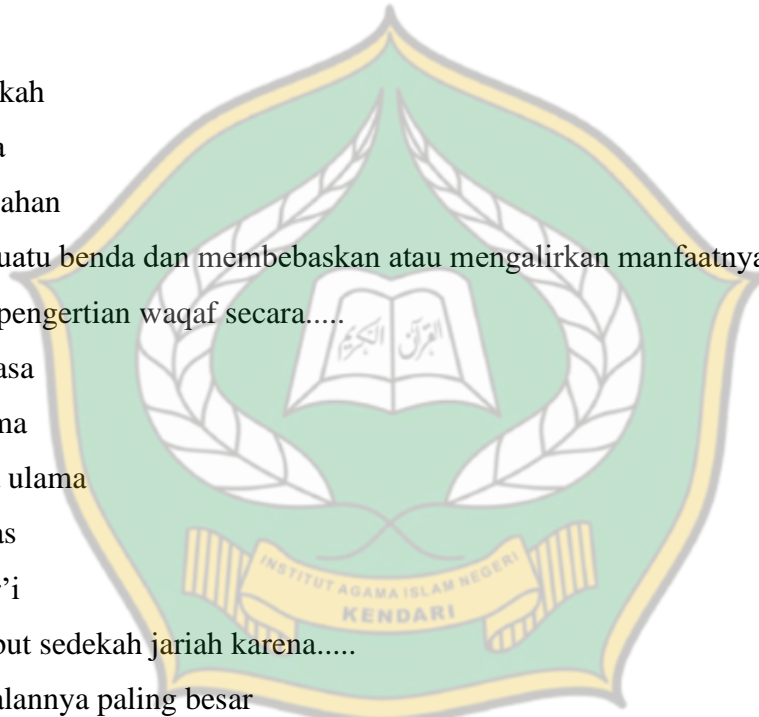 kah
a
ahan
uatu benda dan membebaskan atau mengalirkan manfaatnya
pengertian waqaf secara.....
asa
ma
ulama
as
’i
out sedekah jariah karena.....
alannya paling besar
القرآن الكريم
INSTITUT AGAMA ISLAM NEGERI
KENDARI